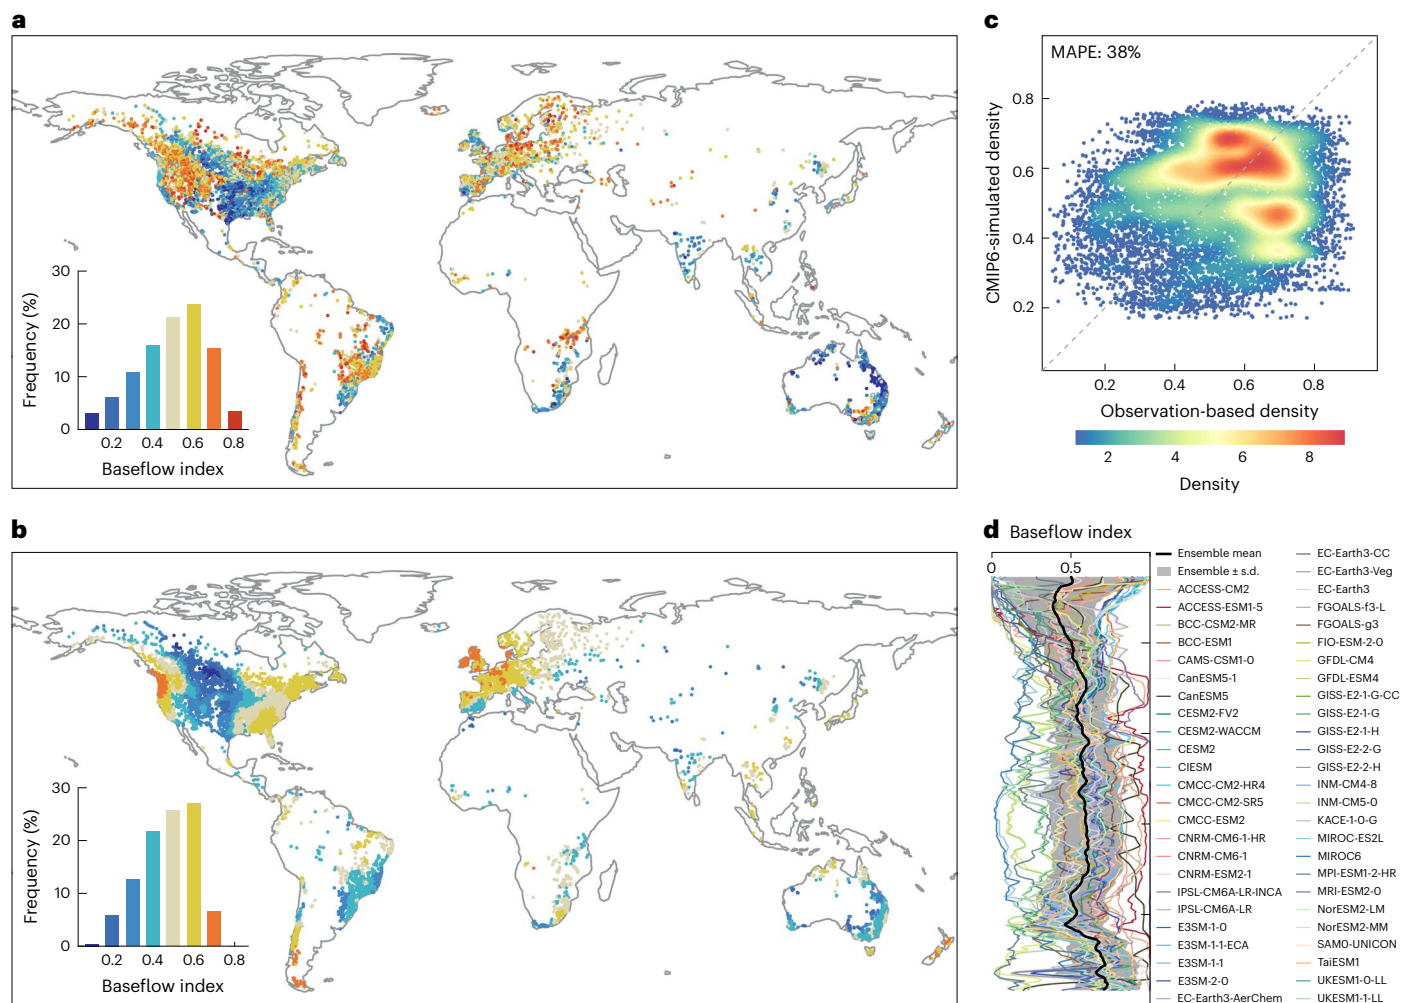 a
30
20
10
0
Frequency (%)
0.2 0.4 0.6 0.8
Baseflow index
b
30
20
10
0
Frequency (%)
0.2 0.4 0.6 0.8
Baseflow index
c
MAPE: 38%
0.8
0.6
0.4
0.2
CMIP6-simulated density
0.2 0.4 0.6 0.8
Observation-based density
2 4 6 8
Density
d Baseflow index
0 0.5
Ensemble mean
Ensemble ± s.d.
ACCESS-CM2
ACCESS-ESM1-5
BCC-CSM2-MR
BCC-ESM1
CAMS-CSM1-0
CanESM5-1
CanESM5
CESM2-FV2
CESM2-WACCM
CESM2
CIESM
CMCC-CM2-HR4
CMCC-CM2-SR5
CMCC-ESM2
CNRM-CM6-1-HR
CNRM-CM6-1
CNRM-ESM2-1
IPSL-CM6A-LR-INCA
IPSL-CM6A-LR
E3SM-1-0
E3SM-1-1-ECA
E3SM-1-1
E3SM-2-0
EC-Earth3-AerChem
EC-Earth3-CC
EC-Earth3-Veg
EC-Earth3
FGOALS-f3-L
FGOALS-g3
FIO-ESM-2-0
GFDL-CM4
GFDL-ESM4
GISS-E2-1-G-CC
GISS-E2-1-G
GISS-E2-1-H
GISS-E2-2-G
GISS-E2-2-H
INM-CM4-8
INM-CM5-0
KACE-1-0-G
MIROC-ES2L
MIROC6
MPI-ESM1-2-HR
MRI-ESM2-0
NorESM2-LM
NorESM2-MM
SAM0-UNICON
TaiESM1
UKESM1-0-LL
UKESM1-1-LL